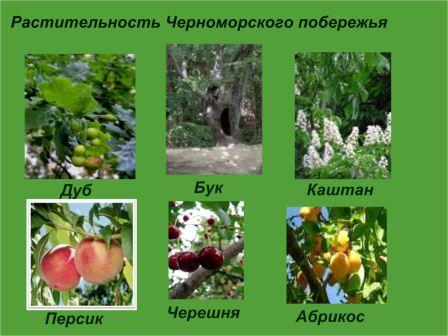 Растительность Черноморского побережья
Дуб
Бук
Каштан
Персик
Черешня
Абрикос